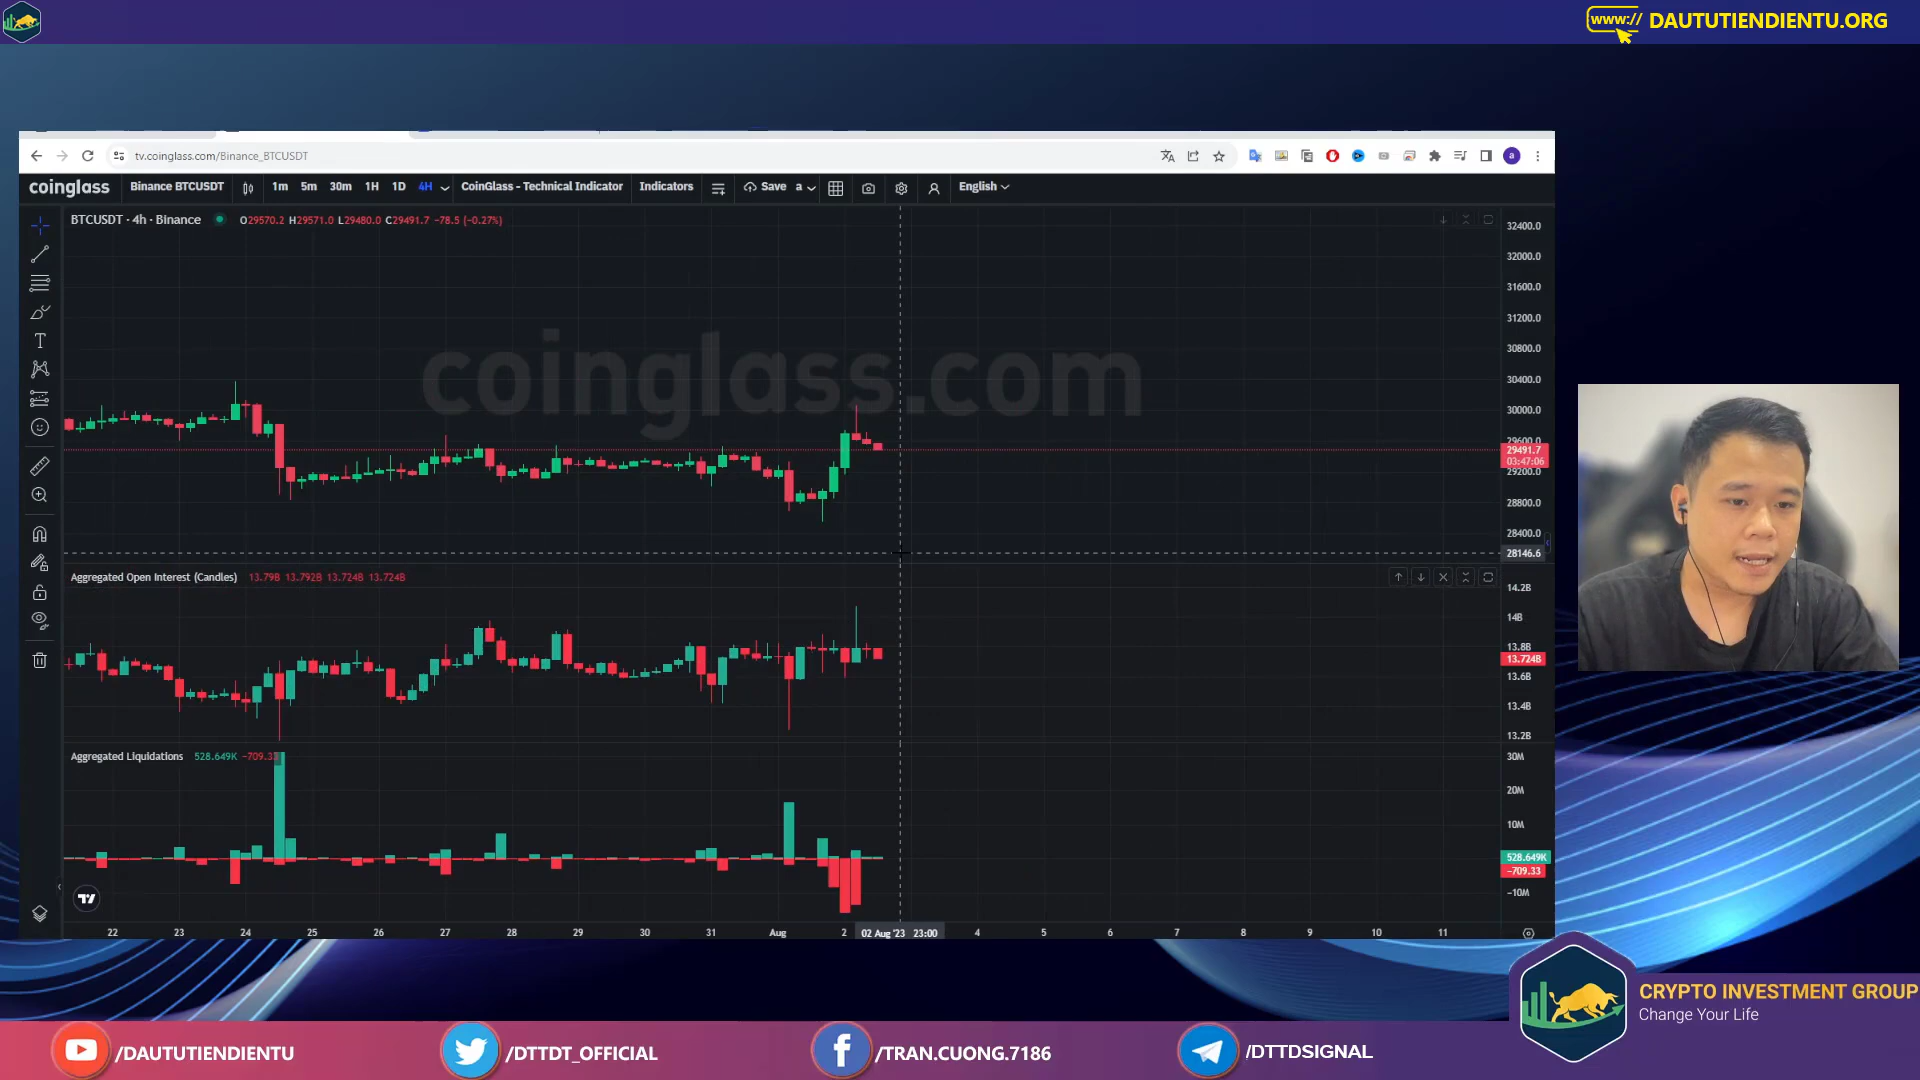 www:// DAUTUTIENDIENTU.ORG
tv.coinglass.com/Binance_BTCUSDT
a
coinglass Binance BTCUSDT 1m 5m 30m 1H 1D 4H CoinGlass - Technical Indicator Indicators Save a English
BTCUSDT · 4h · Binance O29570.2 H29571.0 L29480.0 C29491.7 −78.5 (−0.27%)
coinglass.com
32400.0
32000.0
31600.0
31200.0
30800.0
30400.0
30000.0
29600.0
29491.7
03:47:06
29200.0
28800.0
28400.0
28146.6
Aggregated Open Interest (Candles) 13.79B 13.792B 13.724B 13.724B
14.2B
14B
13.8B
13.724B
13.6B
13.4B
13.2B
Aggregated Liquidations 528.649K −709.33
30M
20M
10M
528.649K
−709.33
−10M
22 23 24 25 26 27 28 29 30 31 Aug 2 02 Aug '23 23:00 4 5 6 7 8 9 10 11
CRYPTO INVESTMENT GROUP
Change Your Life
/DAUTUTIENDIENTU /DTTDT_OFFICIAL /TRAN.CUONG.7186 /DTTDSIGNAL